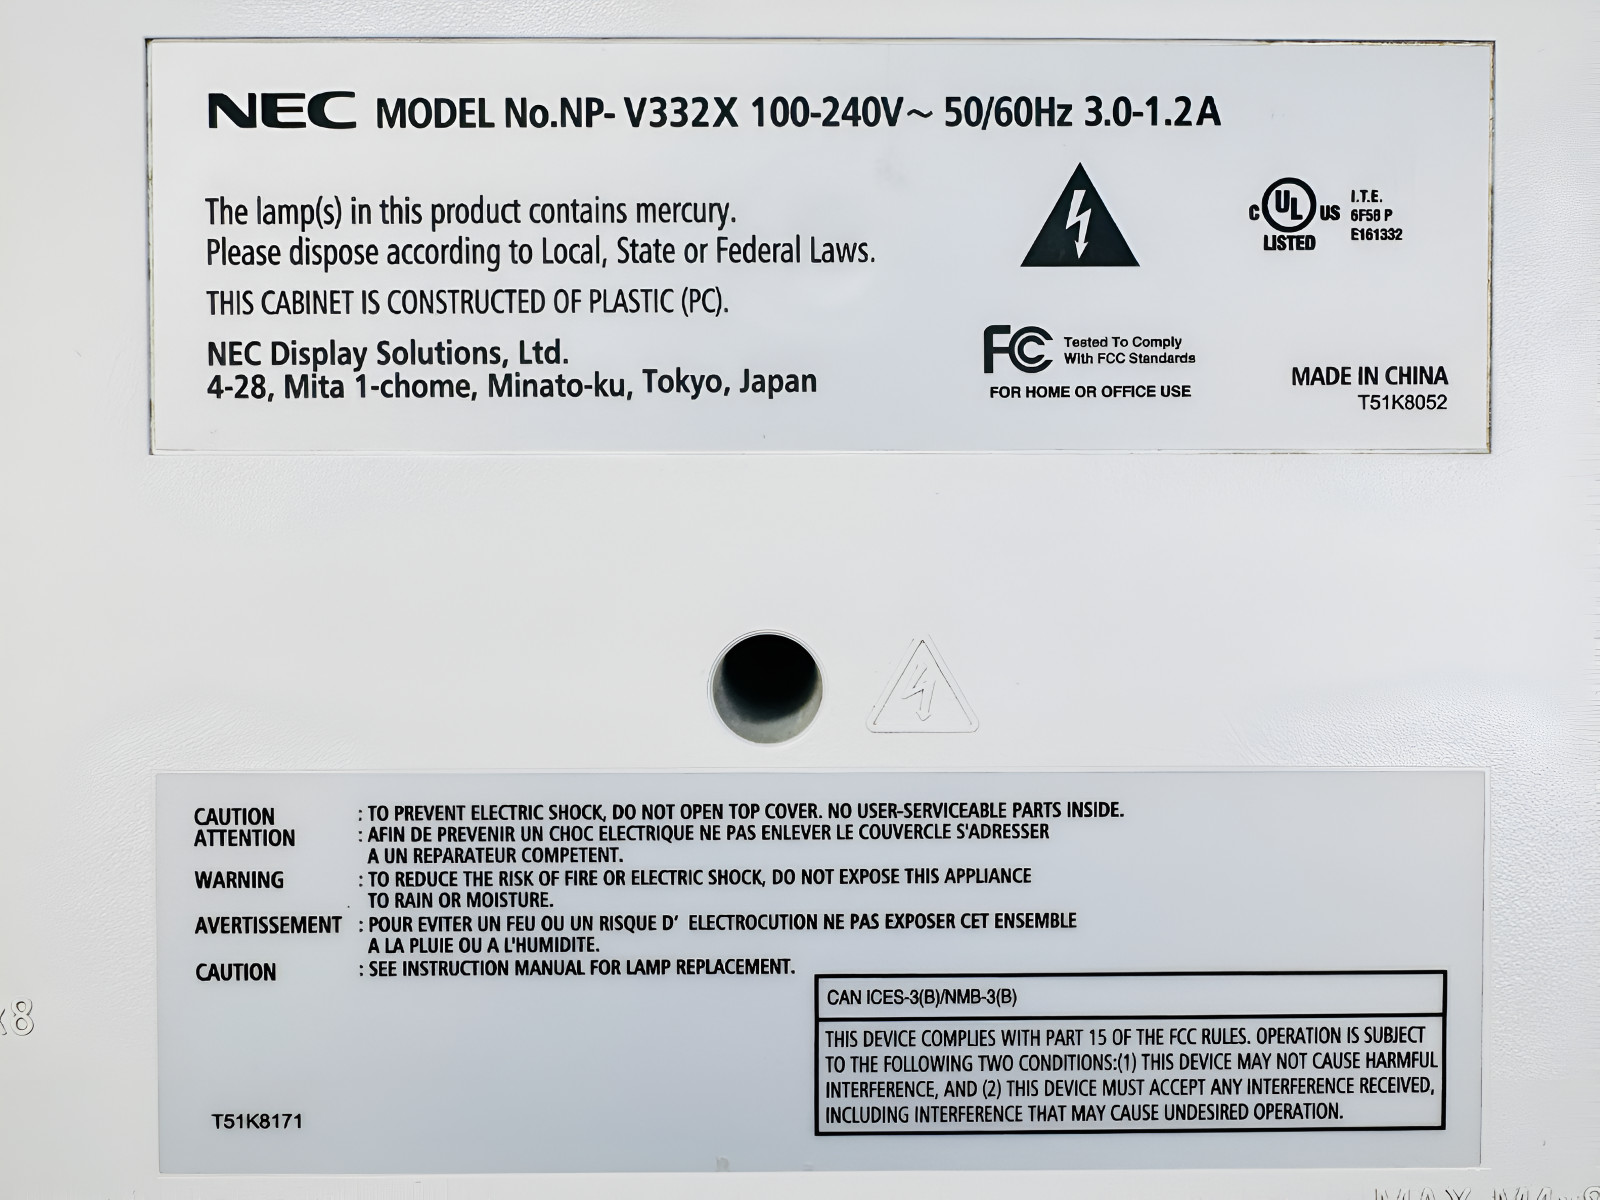 NEC MODEL No.NP- V332X 100-240V~ 50/60Hz 3.0-1.2A
The lamp(s) in this product contains mercury.
Please dispose according to Local, State or Federal Laws.
THIS CABINET IS CONSTRUCTED OF PLASTIC (PC).
NEC Display Solutions, Ltd.
4-28, Mita 1-chome, Minato-ku, Tokyo, Japan
C UL US LISTED
I.T.E.
6F58 P
E161332
FC Tested To Comply
With FCC Standards
FOR HOME OR OFFICE USE
MADE IN CHINA
T51K8052
CAUTION : TO PREVENT ELECTRIC SHOCK, DO NOT OPEN TOP COVER. NO USER-SERVICEABLE PARTS INSIDE.
ATTENTION : AFIN DE PREVENIR UN CHOC ELECTRIQUE NE PAS ENLEVER LE COUVERCLE S'ADRESSER
A UN REPARATEUR COMPETENT.
WARNING : TO REDUCE THE RISK OF FIRE OR ELECTRIC SHOCK, DO NOT EXPOSE THIS APPLIANCE
TO RAIN OR MOISTURE.
AVERTISSEMENT : POUR EVITER UN FEU OU UN RISQUE D' ELECTROCUTION NE PAS EXPOSER CET ENSEMBLE
A LA PLUIE OU A L'HUMIDITE.
CAUTION : SEE INSTRUCTION MANUAL FOR LAMP REPLACEMENT.
CAN ICES-3(B)/NMB-3(B)
THIS DEVICE COMPLIES WITH PART 15 OF THE FCC RULES. OPERATION IS SUBJECT
TO THE FOLLOWING TWO CONDITIONS:(1) THIS DEVICE MAY NOT CAUSE HARMFUL
INTERFERENCE, AND (2) THIS DEVICE MUST ACCEPT ANY INTERFERENCE RECEIVED,
INCLUDING INTERFERENCE THAT MAY CAUSE UNDESIRED OPERATION.
T51K8171